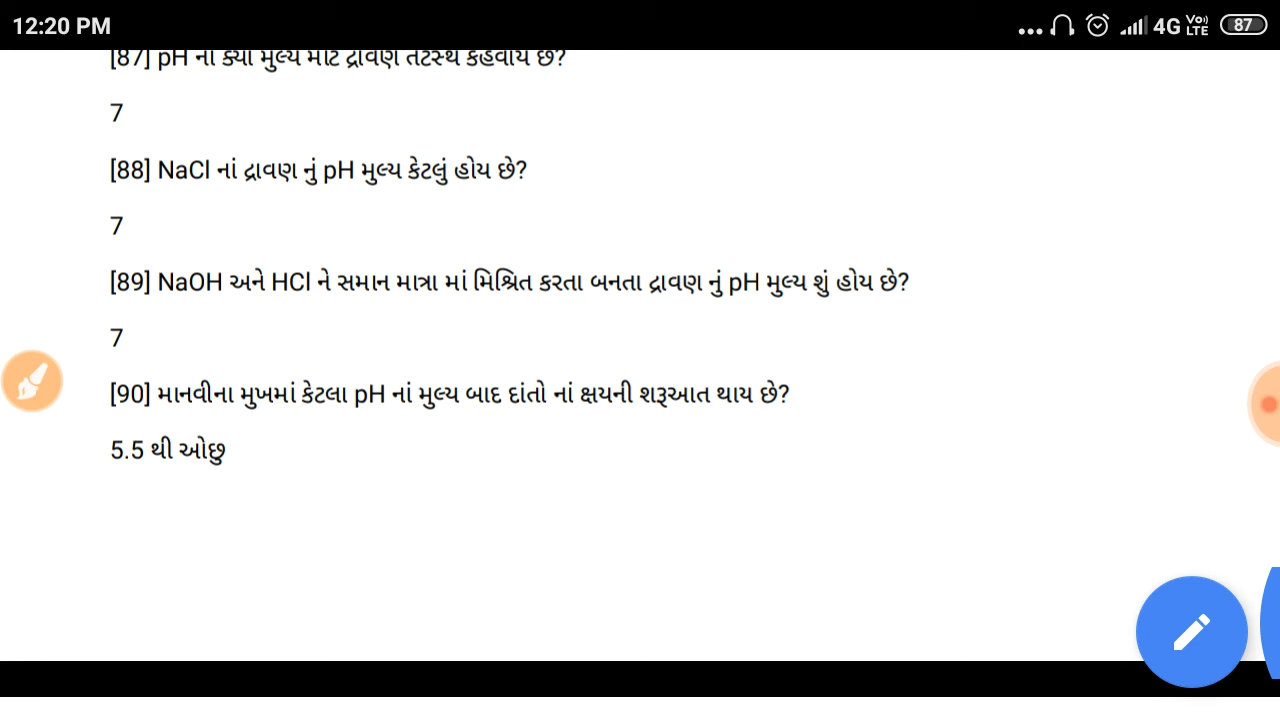 12:20 PM ... 4G Vo)) LTE 87
[87] pH નાં ક્યાં મુલ્ય માટે દ્રાવણ તટસ્થ કહેવાય છે?
7
[88] NaCl નાં દ્રાવણ નું pH મુલ્ય કેટલું હોય છે?
7
[89] NaOH અને HCl ને સમાન માત્રા માં મિશ્રિત કરતા બનતા દ્રાવણ નું pH મુલ્ય શું હોય છે?
7
[90] માનવીના મુખમાં કેટલા pH નાં મુલ્ય બાદ દાંતો નાં ક્ષયની શરૂઆત થાય છે?
5.5 થી ઓછુ